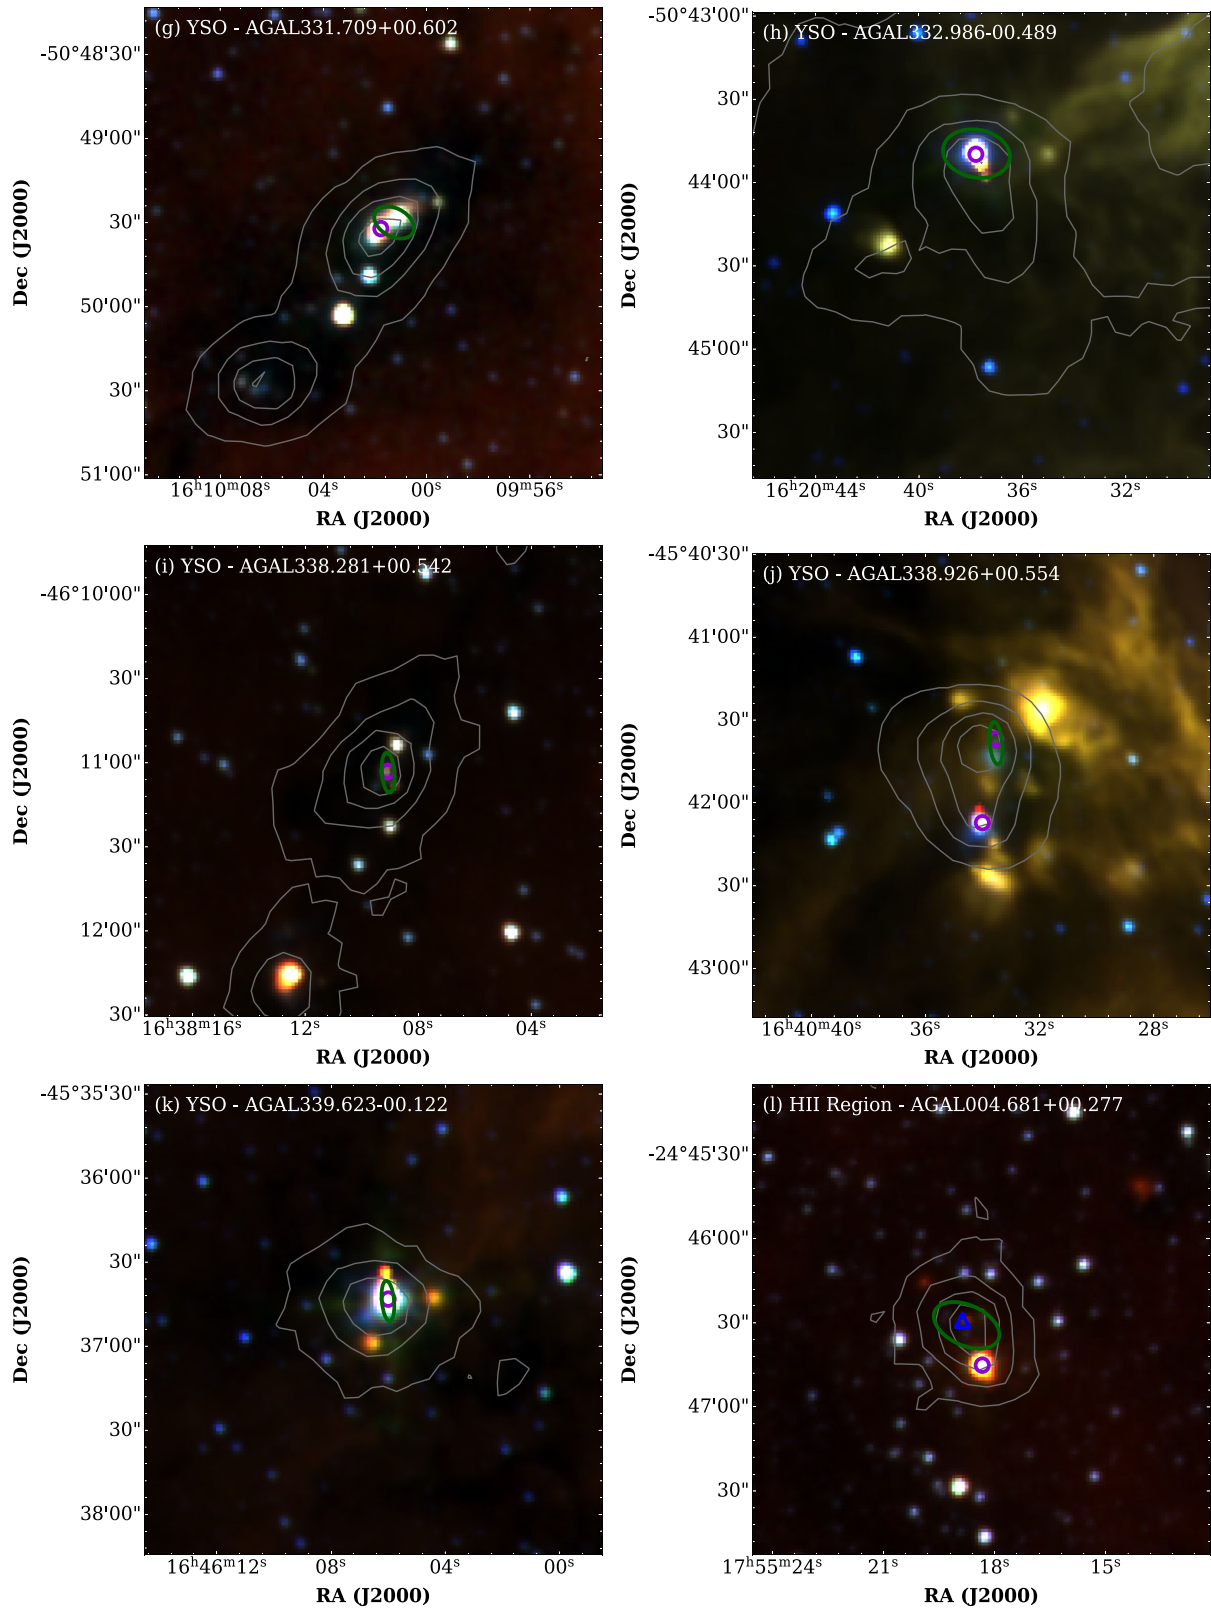 (g) YSO - AGAL331.709+00.602
-50°48'30"
49'00"
30"
50'00"
30"
51'00"
Dec (J2000)
16ʰ10ᵐ08ˢ 04ˢ 00ˢ 09ᵐ56ˢ
RA (J2000)
(h) YSO - AGAL332.986-00.489
-50°43'00"
30"
44'00"
30"
45'00"
30"
Dec (J2000)
16ʰ20ᵐ44ˢ 40ˢ 36ˢ 32ˢ
RA (J2000)
(i) YSO - AGAL338.281+00.542
-46°10'00"
30"
11'00"
30"
12'00"
30"
Dec (J2000)
16ʰ38ᵐ16ˢ 12ˢ 08ˢ 04ˢ
RA (J2000)
(j) YSO - AGAL338.926+00.554
-45°40'30"
41'00"
30"
42'00"
30"
43'00"
Dec (J2000)
16ʰ40ᵐ40ˢ 36ˢ 32ˢ 28ˢ
RA (J2000)
(k) YSO - AGAL339.623-00.122
-45°35'30"
36'00"
30"
37'00"
30"
38'00"
Dec (J2000)
16ʰ46ᵐ12ˢ 08ˢ 04ˢ 00ˢ
RA (J2000)
(l) HII Region - AGAL004.681+00.277
-24°45'30"
46'00"
30"
47'00"
30"
Dec (J2000)
17ʰ55ᵐ24ˢ 21ˢ 18ˢ 15ˢ
RA (J2000)